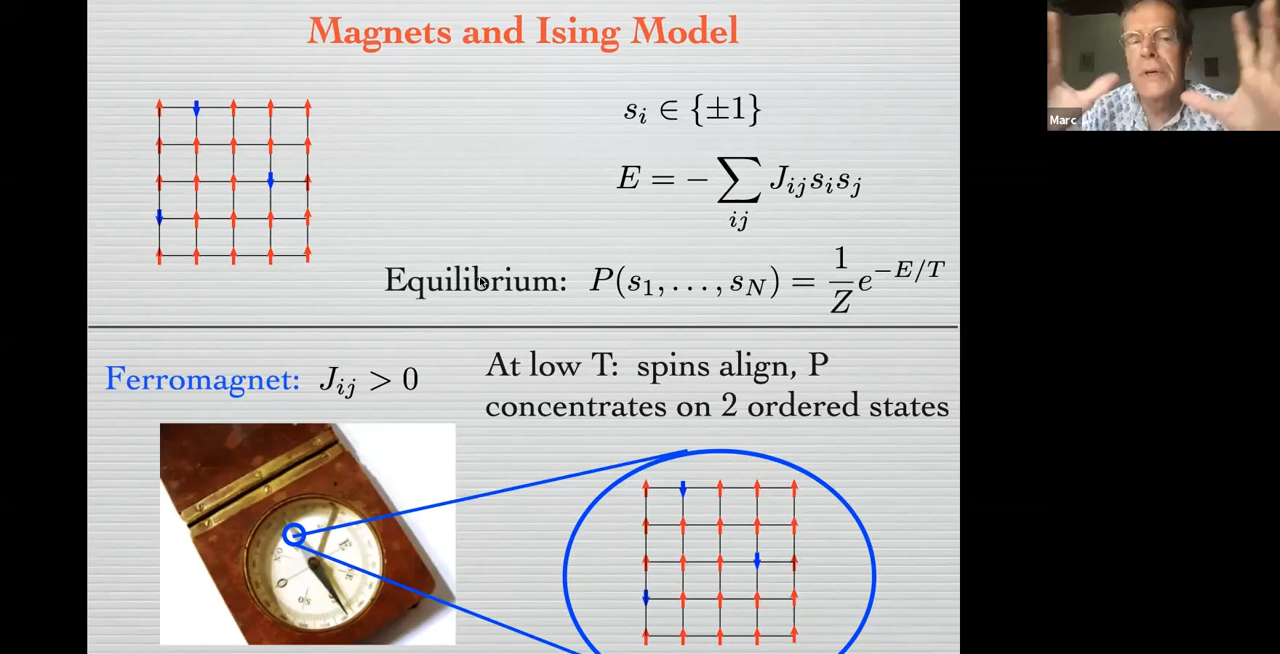 Magnets and Ising Model
s_i ∈ {±1}
E = − ∑_{ij} J_{ij} s_i s_j
Equilibrium: P(s_1, . . . , s_N) = \frac{1}{Z} e^{−E/T}
Ferromagnet: J_{ij} > 0
At low T: spins align, P
concentrates on 2 ordered states
Marc